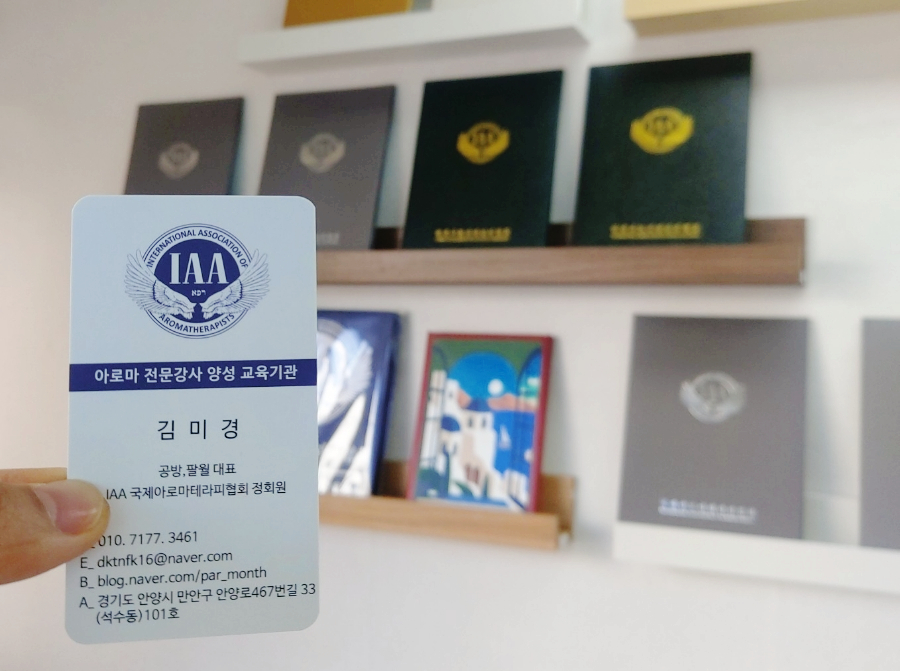 INTERNATIONAL ASSOCIATION OF
IAA
רפא
AROMATHERAPISTS
아로마 전문강사 양성 교육기관
김 미 경
공방,팔월 대표
IAA 국제아로마테라피협회 정회원
010. 7177. 3461
E_ dktnfk16@naver.com
B_ blog.naver.com/par_month
A_ 경기도 안양시 만안구 안양로467번길 33
(석수동)101호